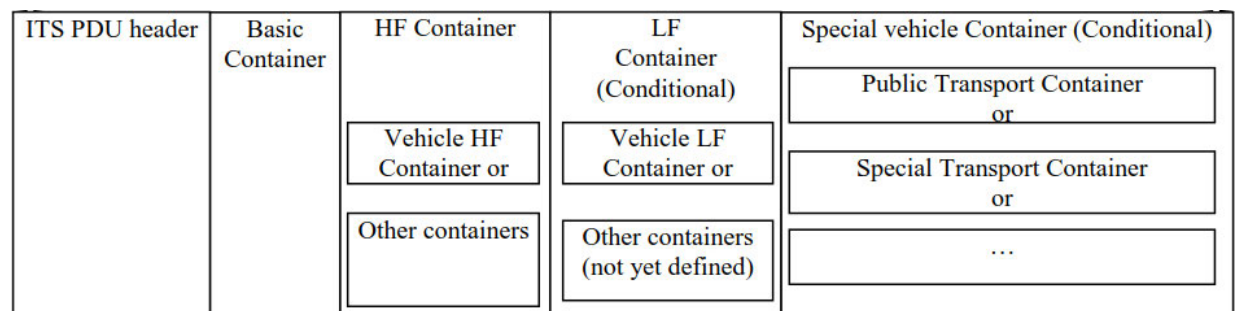 ITS PDU header
Basic
Container
HF Container
Vehicle HF
Container or
Other containers
LF
Container
(Conditional)
Vehicle LF
Container or
Other containers
(not yet defined)
Special vehicle Container (Conditional)
Public Transport Container
or
Special Transport Container
or
…